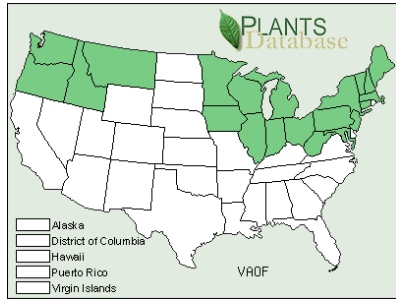 PLANTS
Database
Alaska
District of Columbia
Hawaii
Puerto Rico
Virgin Islands
VAOF